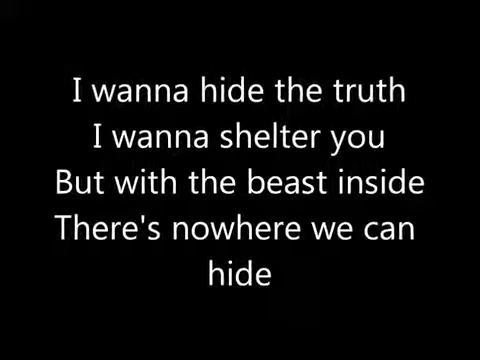 I wanna hide the truth
I wanna shelter you
But with the beast inside
There's nowhere we can
hide